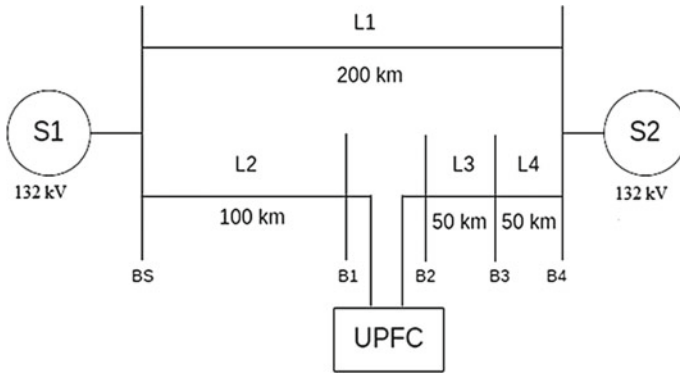 L1
200 km
S1
S2
132 kV
132 kV
L2
L3
L4
100 km
50 km
50 km
BS
B1
B2
B3
B4
UPFC